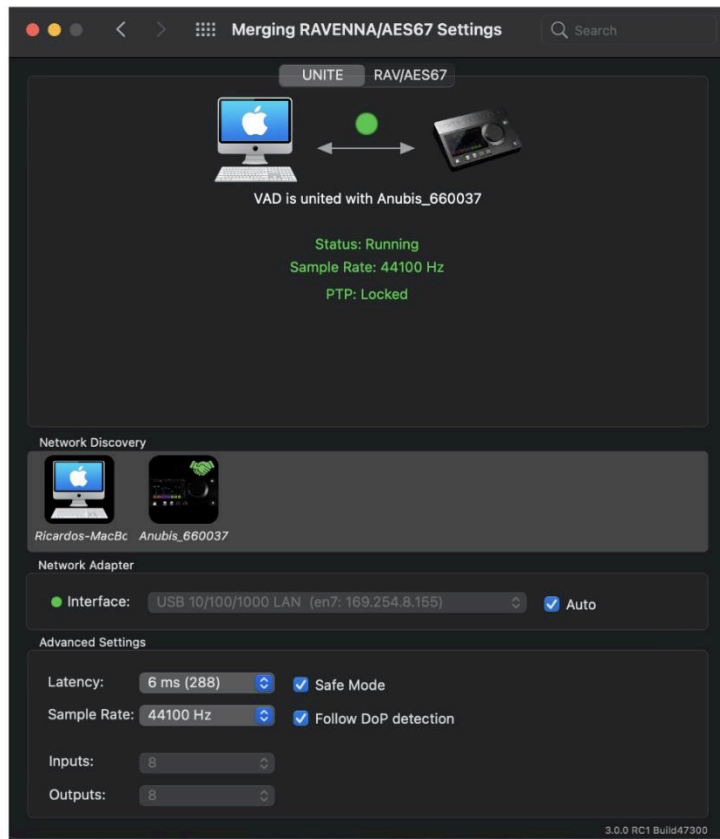 Merging RAVENNA/AES67 Settings
Search
UNITE RAV/AES67
VAD is united with Anubis_660037
Status: Running
Sample Rate: 44100 Hz
PTP: Locked
Network Discovery
Ricardos-MacBc Anubis_660037
Network Adapter
Interface: USB 10/100/1000 LAN (en7: 169.254.8.155) Auto
Advanced Settings
Latency: 6 ms (288) Safe Mode
Sample Rate: 44100 Hz Follow DoP detection
Inputs: 8
Outputs: 8
3.0.0 RC1 Build47300